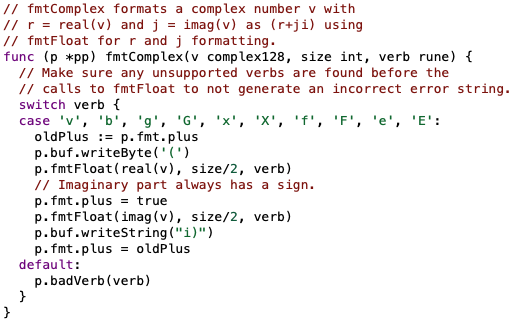 // fmtComplex formats a complex number v with
// r = real(v) and j = imag(v) as (r+ji) using
// fmtFloat for r and j formatting.
func (p *pp) fmtComplex(v complex128, size int, verb rune) {
  // Make sure any unsupported verbs are found before the
  // calls to fmtFloat to not generate an incorrect error string.
  switch verb {
  case 'v', 'b', 'g', 'G', 'x', 'X', 'f', 'F', 'e', 'E':
    oldPlus := p.fmt.plus
    p.buf.writeByte('(')
    p.fmtFloat(real(v), size/2, verb)
    // Imaginary part always has a sign.
    p.fmt.plus = true
    p.fmtFloat(imag(v), size/2, verb)
    p.buf.writeString("i)")
    p.fmt.plus = oldPlus
  default:
    p.badVerb(verb)
  }
}